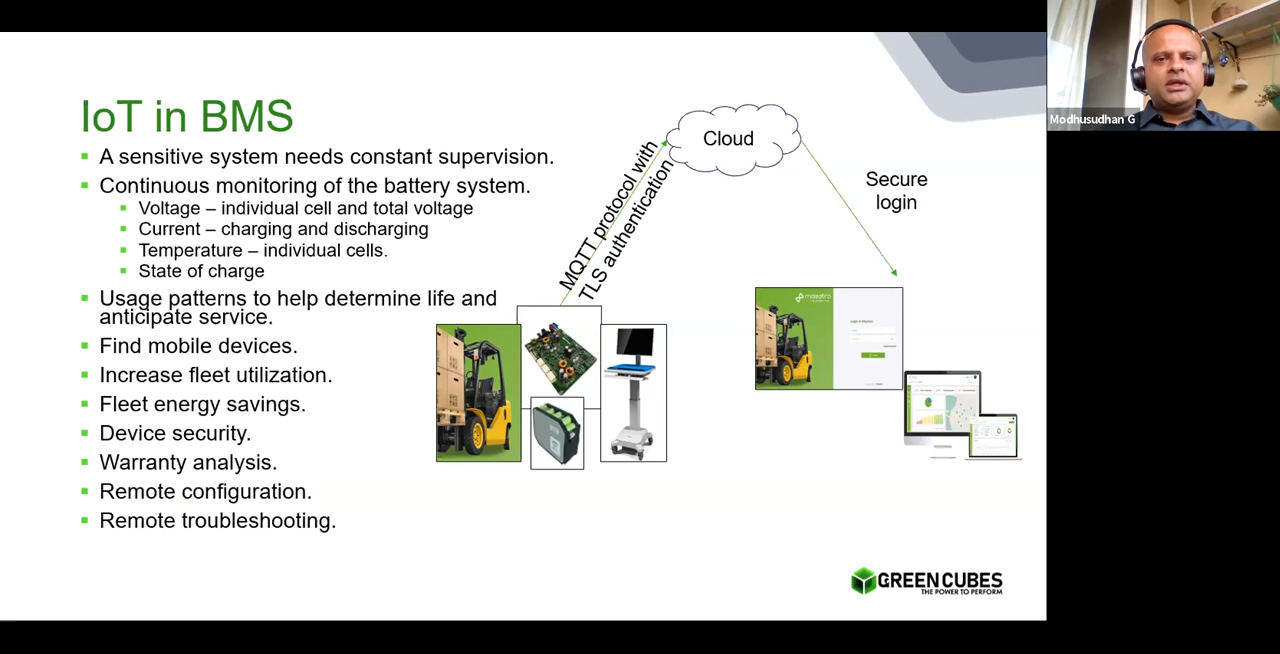 IoT in BMS
A sensitive system needs constant supervision.
Continuous monitoring of the battery system.
Voltage – individual cell and total voltage
Current – charging and discharging
Temperature – individual cells.
State of charge
Usage patterns to help determine life and
anticipate service.
Find mobile devices.
Increase fleet utilization.
Fleet energy savings.
Device security.
Warranty analysis.
Remote configuration.
Remote troubleshooting.
MQTT protocol with
TLS authentication
Cloud
Secure
login
GREEN CUBES
THE POWER TO PERFORM
Modhusudhan G